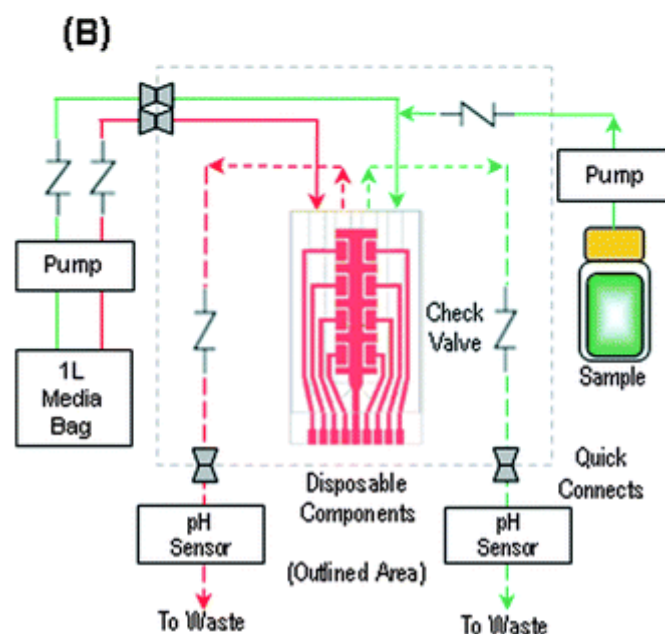 (B)
Pump
Pump
1L
Media
Bag
Check
Valve
Sample
Disposable
Components
(Outlined Area)
Quick
Connects
pH
Sensor
pH
Sensor
To Waste
To Waste